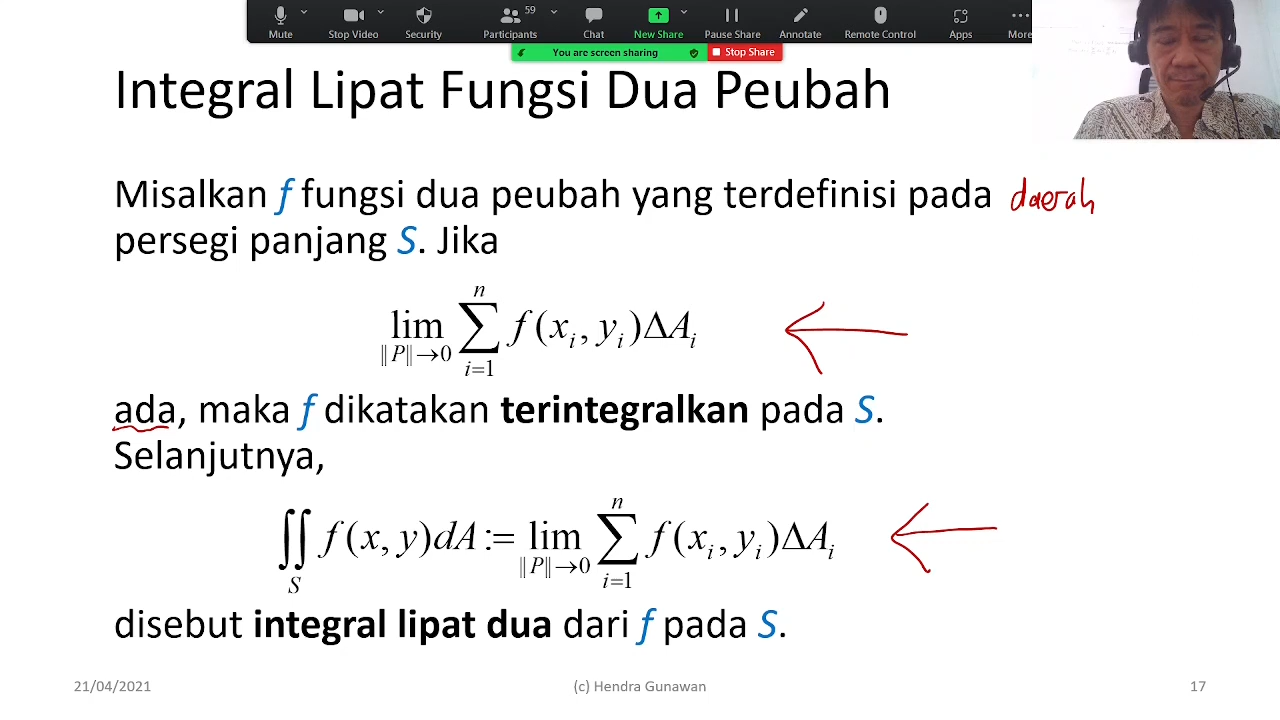 59
Mute
Stop Video
Security
Participants
Chat
New Share
Pause Share
Annotate
Remote Control
Apps
More
You are screen sharing
Stop Share
Integral Lipat Fungsi Dua Peubah
Misalkan f fungsi dua peubah yang terdefinisi pada daerah
persegi panjang S. Jika
lim_{||P||→0} ∑_{i=1}^{n} f(x_i, y_i)ΔA_i
ada, maka f dikatakan terintegralkan pada S.
Selanjutnya,
∬_S f(x, y)dA := lim_{||P||→0} ∑_{i=1}^{n} f(x_i, y_i)ΔA_i
disebut integral lipat dua dari f pada S.
21/04/2021
(c) Hendra Gunawan
17